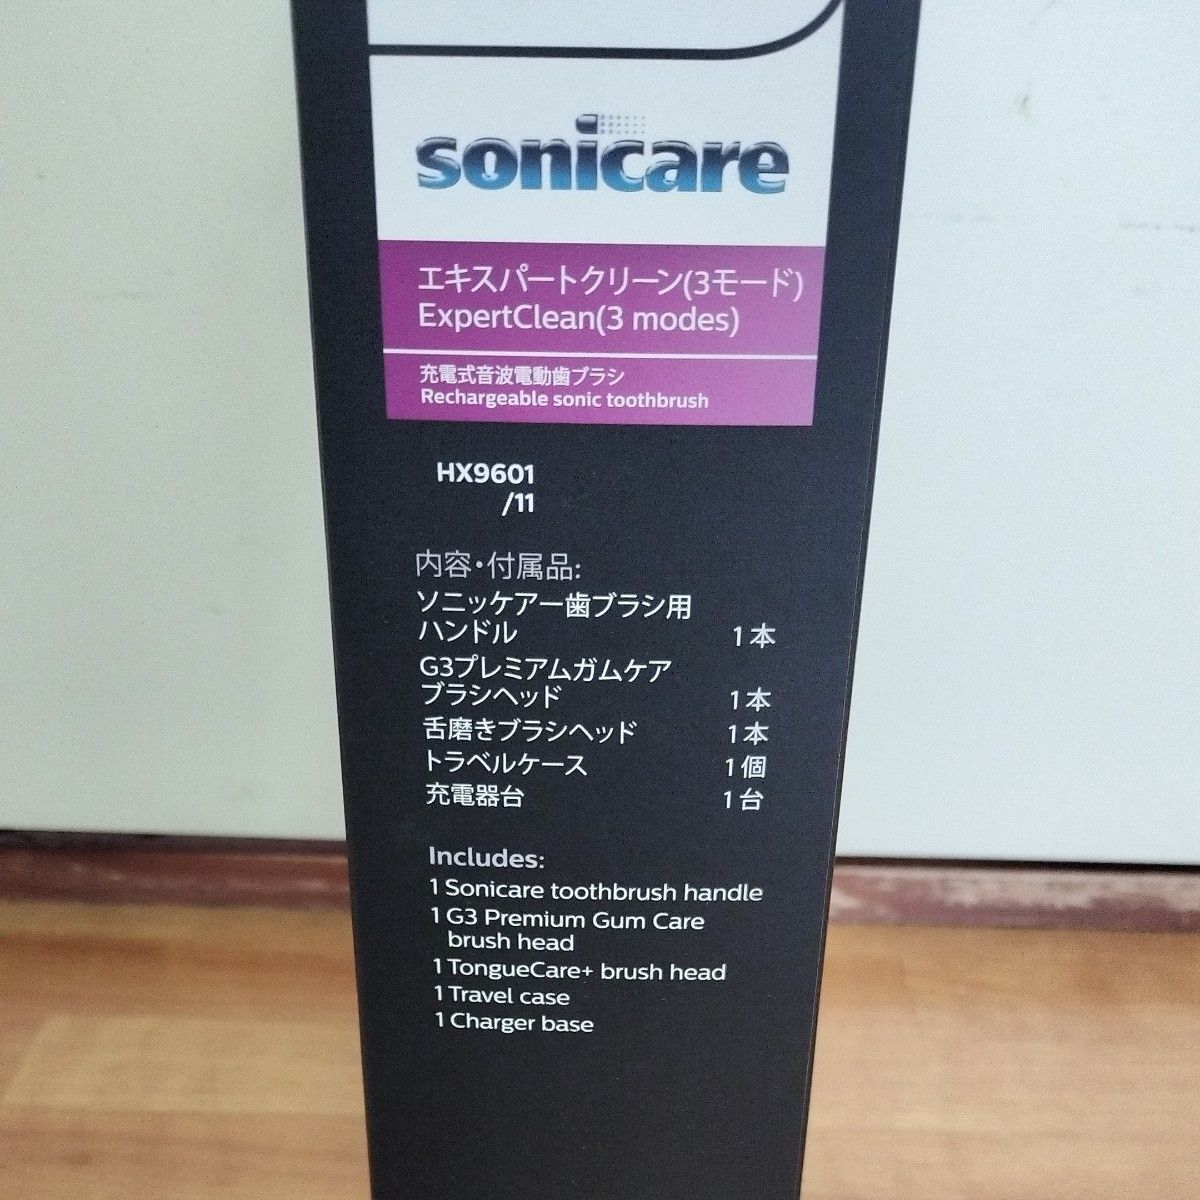 sonicare
エキスパートクリーン(3モード)
ExpertClean(3 modes)
充電式音波電動歯ブラシ
Rechargeable sonic toothbrush
HX9601
/11
内容・付属品:
ソニッケアー歯ブラシ用
ハンドル 1本
G3プレミアムガムケア
ブラシヘッド 1本
舌磨きブラシヘッド 1本
トラベルケース 1個
充電器台 1台
Includes:
1 Sonicare toothbrush handle
1 G3 Premium Gum Care
brush head
1 TongueCare+ brush head
1 Travel case
1 Charger base